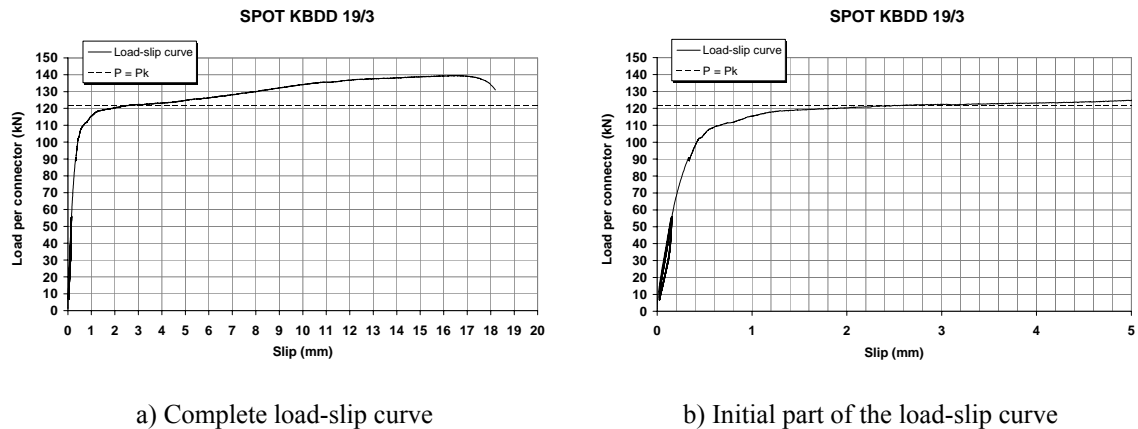 SPOT KBDD 19/3
Load-slip curve
P = Pk
150
140
130
120
110
100
90
80
70
60
50
40
30
20
10
0
Load per connector (kN)
0 1 2 3 4 5 6 7 8 9 10 11 12 13 14 15 16 17 18 19 20
Slip (mm)
a) Complete load-slip curve
SPOT KBDD 19/3
Load-slip curve
P = Pk
150
140
130
120
110
100
90
80
70
60
50
40
30
20
10
0
Load per connector (kN)
0 1 2 3 4 5
Slip (mm)
b) Initial part of the load-slip curve